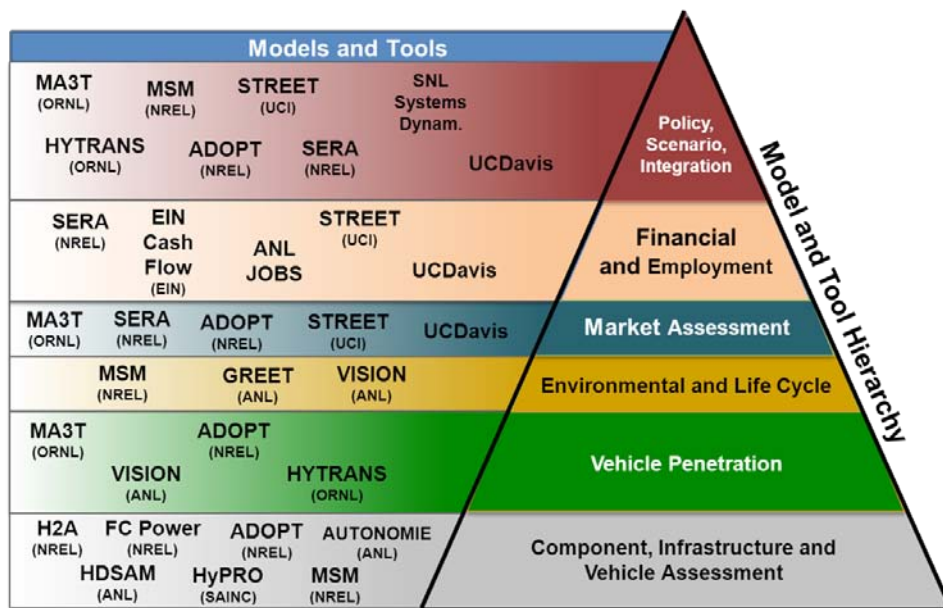 Models and Tools
MA3T
(ORNL)
MSM
(NREL)
STREET
(UCI)
SNL
Systems
Dynam.
HYTRANS
(ORNL)
ADOPT
(NREL)
SERA
(NREL)
UCDavis
Policy,
Scenario,
Integration
SERA
(NREL)
EIN
Cash
Flow
(EIN)
ANL
JOBS
STREET
(UCI)
UCDavis
Financial
and Employment
MA3T
(ORNL)
SERA
(NREL)
ADOPT
(NREL)
STREET
(UCI)
UCDavis
Market Assessment
MSM
(NREL)
GREET
(ANL)
VISION
(ANL)
Environmental and Life Cycle
MA3T
(ORNL)
ADOPT
(NREL)
VISION
(ANL)
HYTRANS
(ORNL)
Vehicle Penetration
H2A
(NREL)
FC Power
(NREL)
ADOPT
(NREL)
AUTONOMIE
(ANL)
HDSAM
(ANL)
HyPRO
(SAINC)
MSM
(NREL)
Component, Infrastructure and
Vehicle Assessment
Model and Tool Hierarchy